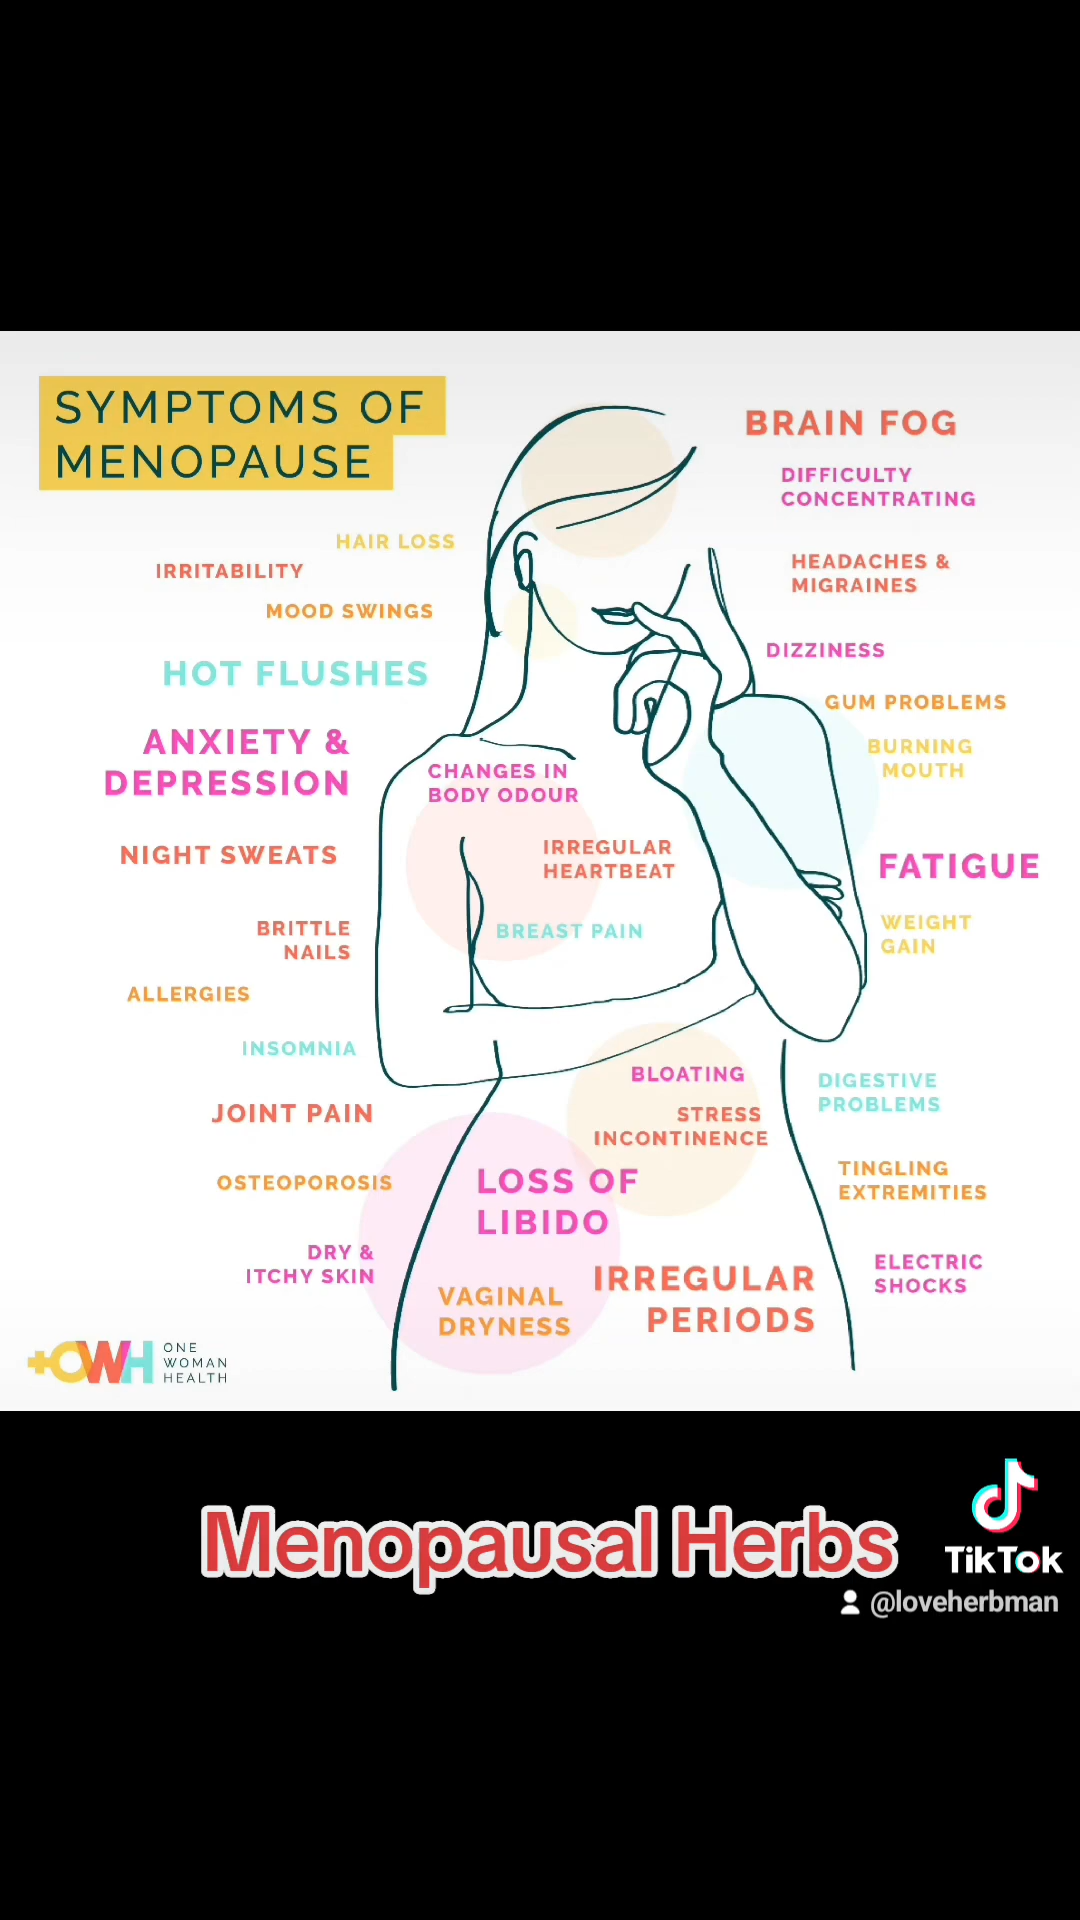 SYMPTOMS OF
MENOPAUSE
HAIR LOSS
IRRITABILITY
MOOD SWINGS
HOT FLUSHES
ANXIETY &
DEPRESSION
NIGHT SWEATS
BRITTLE
NAILS
ALLERGIES
INSOMNIA
JOINT PAIN
OSTEOPOROSIS
DRY &
ITCHY SKIN
CHANGES IN
BODY ODOUR
IRREGULAR
HEARTBEAT
BREAST PAIN
BLOATING
STRESS
INCONTINENCE
LOSS OF
LIBIDO
VAGINAL
DRYNESS
IRREGULAR
PERIODS
BRAIN FOG
DIFFICULTY
CONCENTRATING
HEADACHES &
MIGRAINES
DIZZINESS
GUM PROBLEMS
BURNING
MOUTH
FATIGUE
WEIGHT
GAIN
DIGESTIVE
PROBLEMS
TINGLING
EXTREMITIES
ELECTRIC
SHOCKS
OWH
ONE
WOMAN
HEALTH
Menopausal Herbs
TikTok
@loveherbman